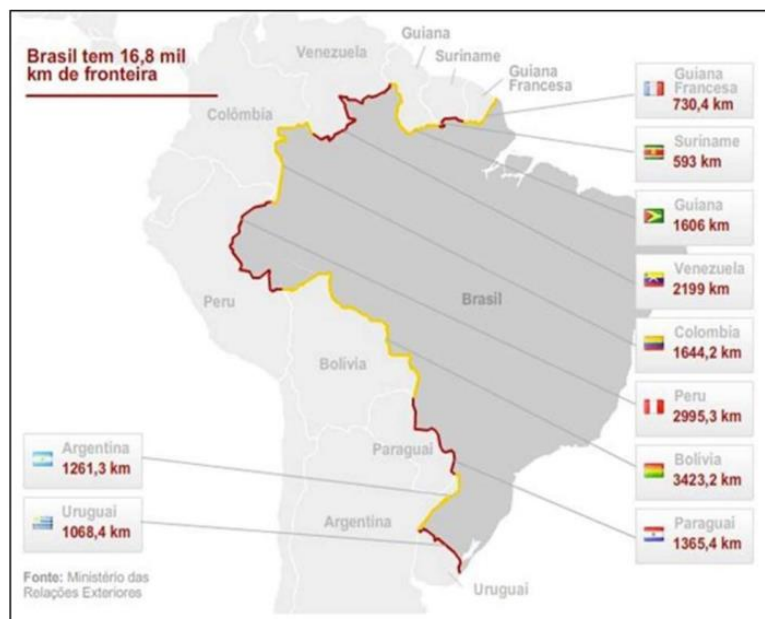 Brasil tem 16,8 mil
km de fronteira
Venezuela
Guiana
Suriname
Guiana
Francesa
Colômbia
Peru
Brasil
Bolívia
Paraguai
Argentina
Uruguai
Guiana
Francesa
730,4 km
Suriname
593 km
Guiana
1606 km
Venezuela
2199 km
Colombia
1644,2 km
Peru
2995,3 km
Bolívia
3423,2 km
Paraguai
1365,4 km
Argentina
1261,3 km
Uruguai
1068,4 km
Fonte: Ministério das
Relações Exteriores